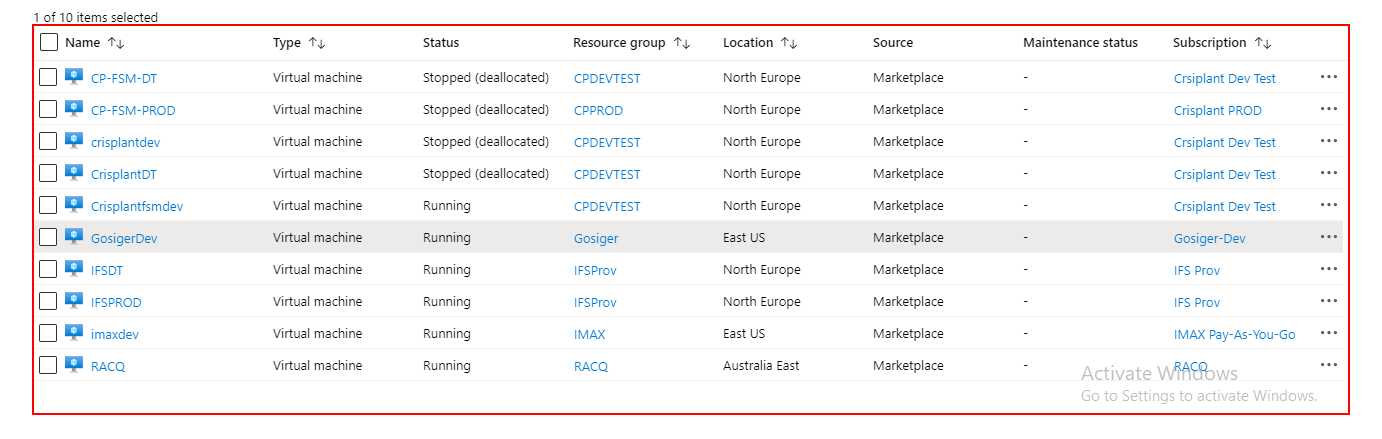 1 of 10 items selected
Name ↑↓ Type ↑↓ Status Resource group ↑↓ Location ↑↓ Source Maintenance status Subscription ↑↓
CP-FSM-DT Virtual machine Stopped (deallocated) CPDEVTEST North Europe Marketplace - Crsiplant Dev Test ...
CP-FSM-PROD Virtual machine Stopped (deallocated) CPPROD North Europe Marketplace - Crisplant PROD ...
crisplantdev Virtual machine Stopped (deallocated) CPDEVTEST North Europe Marketplace - Crsiplant Dev Test ...
CrisplantDT Virtual machine Stopped (deallocated) CPDEVTEST North Europe Marketplace - Crsiplant Dev Test ...
Crisplantfsmdev Virtual machine Running CPDEVTEST North Europe Marketplace - Crsiplant Dev Test ...
GosigerDev Virtual machine Running Gosiger East US Marketplace - Gosiger-Dev ...
IFSDT Virtual machine Running IFSProv North Europe Marketplace - IFS Prov ...
IFSPROD Virtual machine Running IFSProv North Europe Marketplace - IFS Prov ...
imaxdev Virtual machine Running IMAX East US Marketplace - IMAX Pay-As-You-Go ...
RACQ Virtual machine Running RACQ Australia East Marketplace - RACQ ...
Activate Windows
Go to Settings to activate Windows.